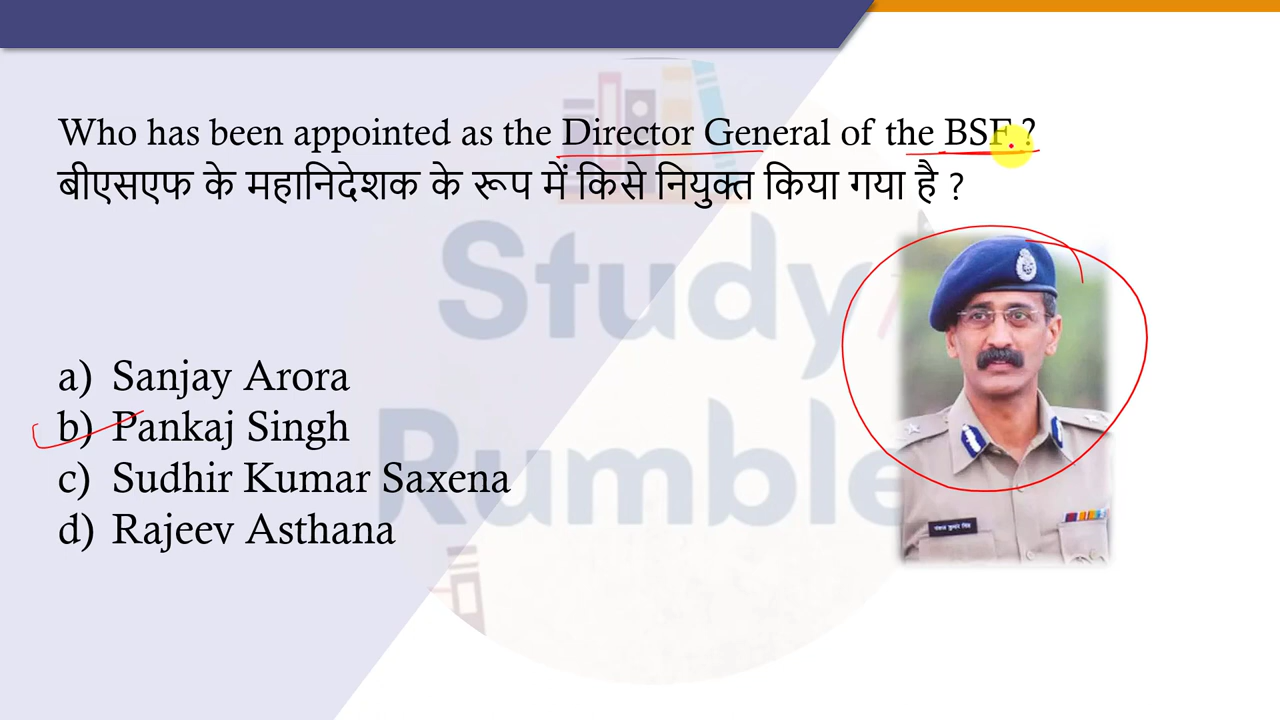 Who has been appointed as the Director General of the BSF ?
बीएसएफ के महानिदेशक के रूप में किसे नियुक्त किया गया है ?
a) Sanjay Arora
b) Pankaj Singh
c) Sudhir Kumar Saxena
d) Rajeev Asthana
Study
Rumble